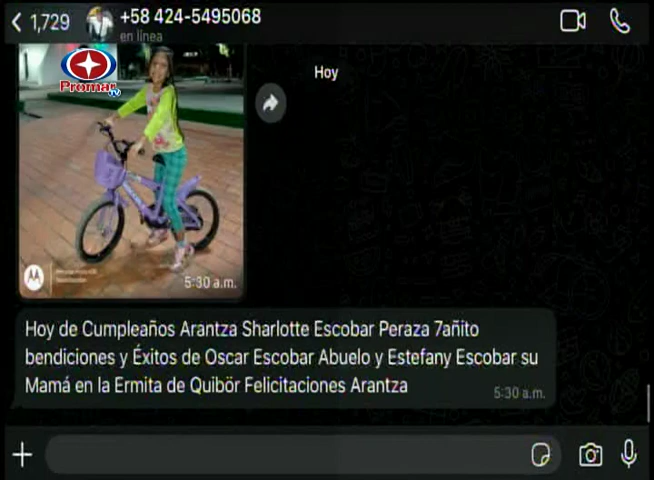 1,729
+58 424-5495068
en línea
Hoy
Promar
tv
5:30 a.m.
Hoy de Cumpleaños Arantza Sharlotte Escobar Peraza 7añito
bendiciones y Éxitos de Oscar Escobar Abuelo y Estefany Escobar su
Mamá en la Ermita de Quibör Felicitaciones Arantza
5:30 a.m.